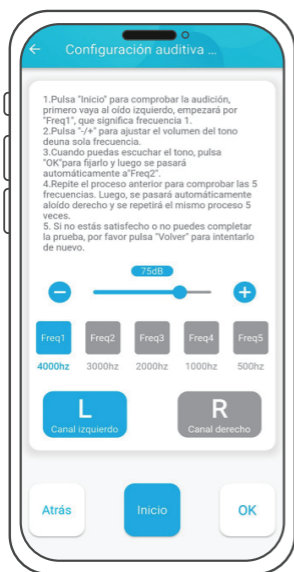 Configuración auditiva ...
1.Pulsa "Inicio" para comprobar la audición,
primero vaya al oído izquierdo, empezará por
"Freq1", que significa frecuencia 1.
2.Pulsa "-/+" para ajustar el volumen del tono
deuna sola frecuencia.
3.Cuando puedas escuchar el tono, pulsa
"OK"para fijarlo y luego se pasará
automáticamente a"Freq2".
4.Repite el proceso anterior para comprobar las 5
frecuencias. Luego, se pasará automáticamente
aloído derecho y se repetirá el mismo proceso 5
veces.
5. Si no estás satisfecho o no puedes completar
la prueba, por favor pulsa "Volver" para intentarlo
de nuevo.
75dB
Freq1 Freq2 Freq3 Freq4 Freq5
4000hz 3000hz 2000hz 1000hz 500hz
L R
Canal izquierdo Canal derecho
Atrás Inicio OK